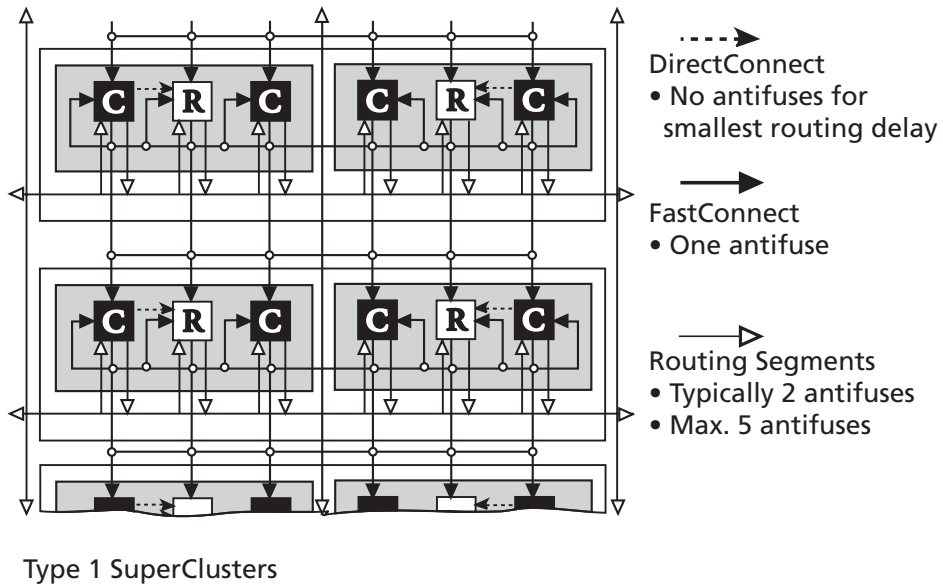 C R C C R C
C R C C R C
DirectConnect
• No antifuses for
smallest routing delay
FastConnect
• One antifuse
Routing Segments
• Typically 2 antifuses
• Max. 5 antifuses
Type 1 SuperClusters